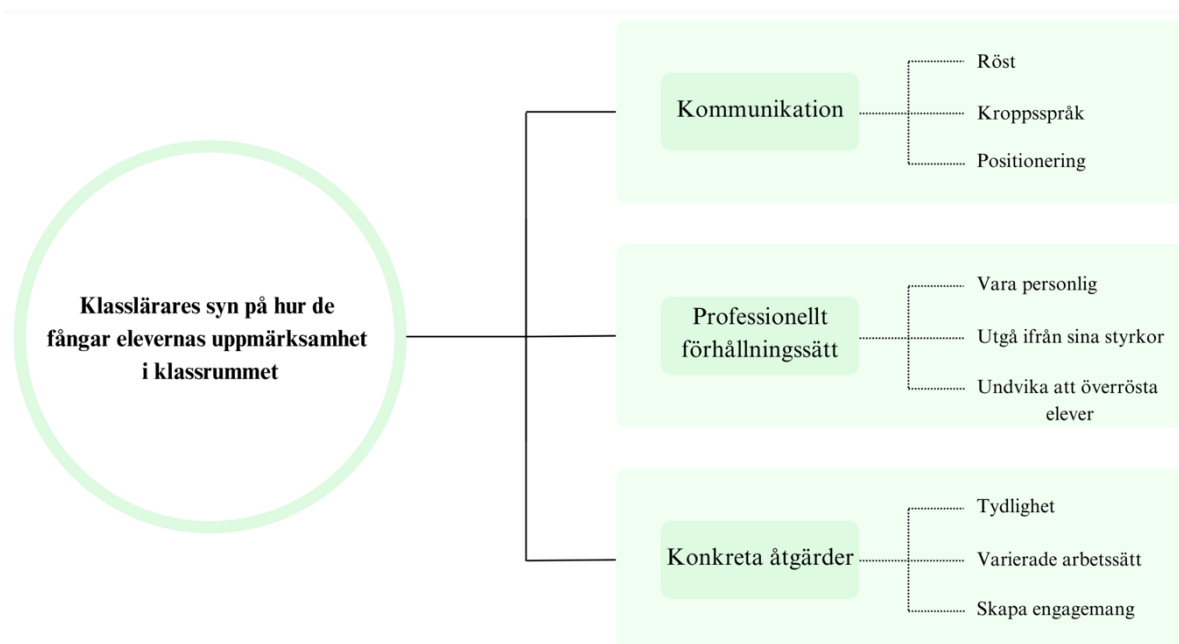 Klasslärares syn på hur de
fångar elevernas uppmärksamhet
i klassrummet
Kommunikation
Röst
Kroppsspråk
Positionering
Professionellt
förhållningssätt
Vara personlig
Utgå ifrån sina styrkor
Undvika att överrösta
elever
Konkreta åtgärder
Tydlighet
Varierade arbetssätt
Skapa engagemang